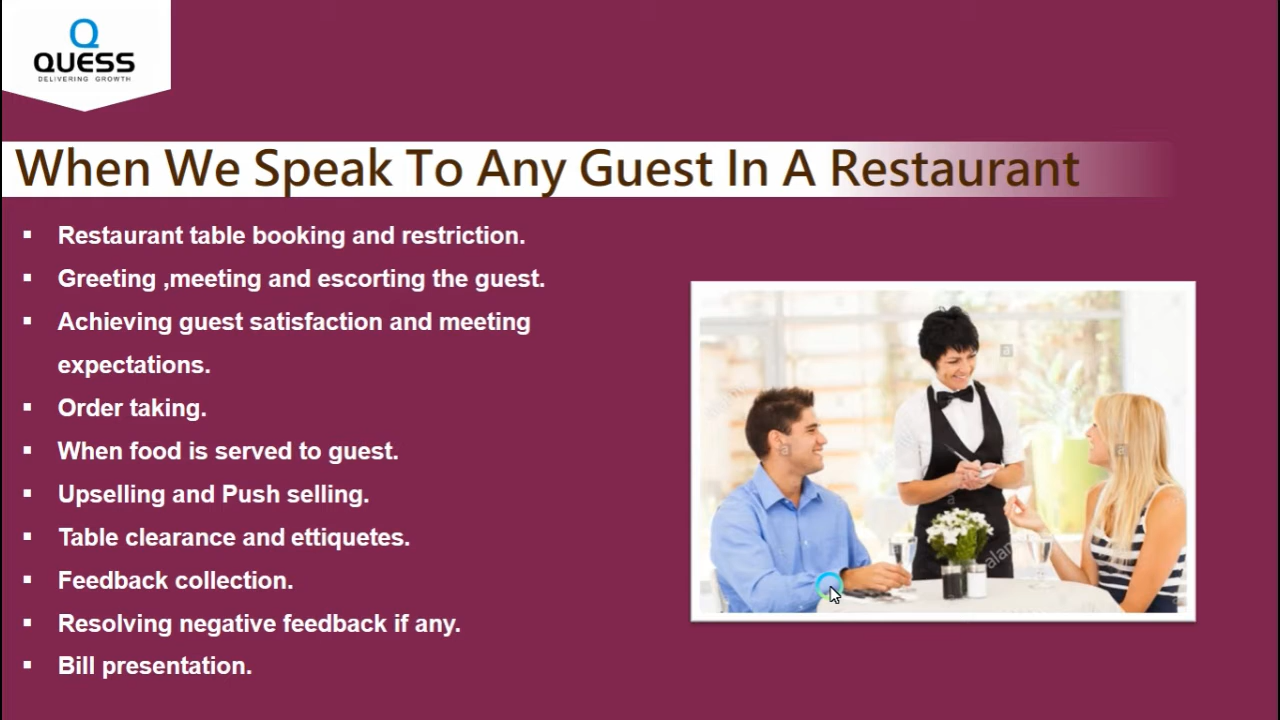 QUESS
DELIVERING GROWTH
When We Speak To Any Guest In A Restaurant
Restaurant table booking and restriction.
Greeting ,meeting and escorting the guest.
Achieving guest satisfaction and meeting
expectations.
Order taking.
When food is served to guest.
Upselling and Push selling.
Table clearance and ettiquetes.
Feedback collection.
Resolving negative feedback if any.
Bill presentation.